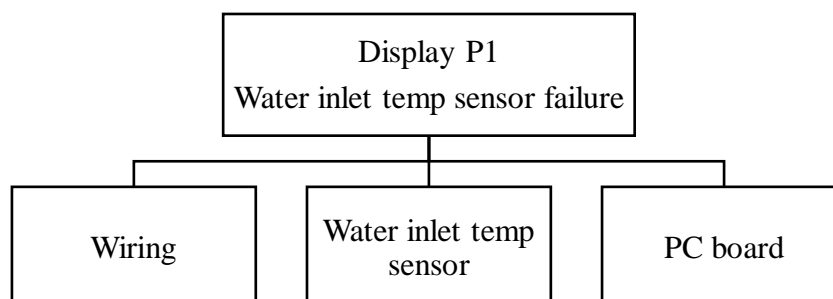 Display P1
Water inlet temp sensor failure
Wiring
Water inlet temp
sensor
PC board